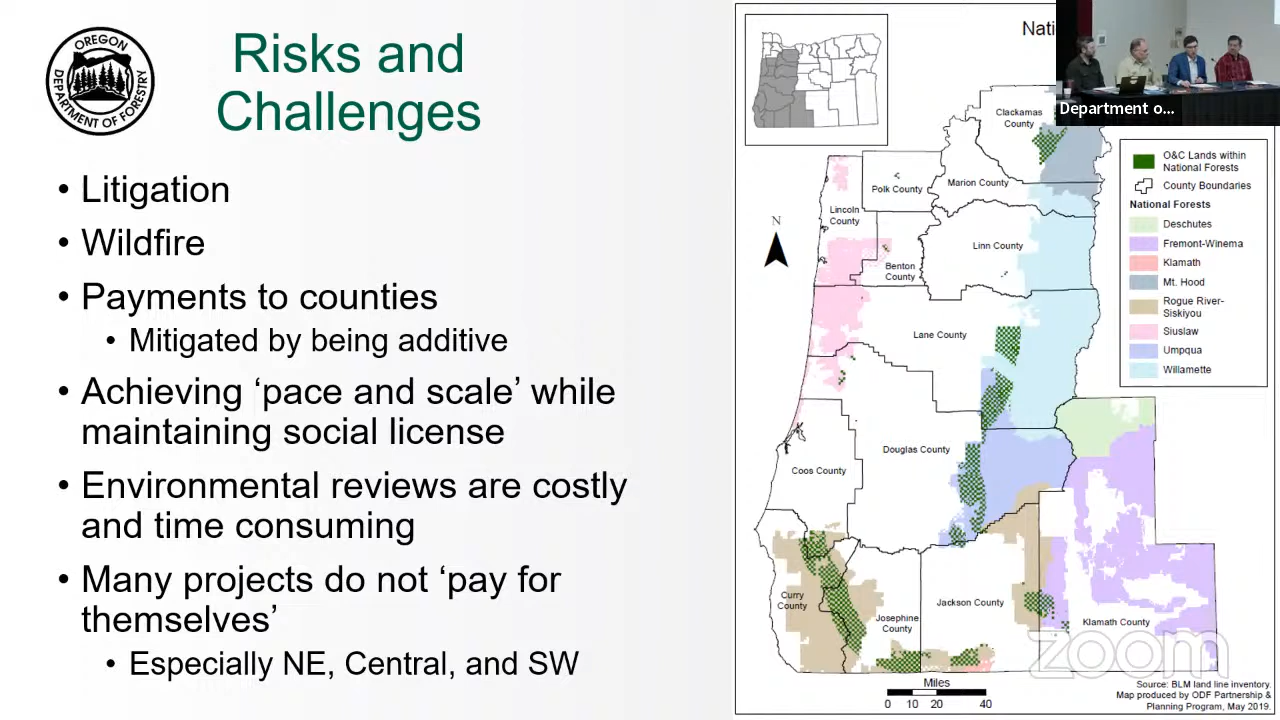 OREGON
DEPARTMENT OF FORESTRY
Risks and
Challenges
• Litigation
• Wildfire
• Payments to counties
• Mitigated by being additive
• Achieving ‘pace and scale’ while
maintaining social license
• Environmental reviews are costly
and time consuming
• Many projects do not ‘pay for
themselves’
• Especially NE, Central, and SW
Department o...
Clackamas
County
Polk County
Marion County
Lincoln
County
N
Linn County
Benton
County
Lane County
Douglas County
Coos County
Curry
County
Josephine
County
Jackson County
Klamath County
O&C Lands within
National Forests
County Boundaries
National Forests
Deschutes
Fremont-Winema
Klamath
Mt. Hood
Rogue River-
Siskiyou
Siuslaw
Umpqua
Willamette
zoom
Miles
0 10 20 40
Source: BLM land line inventory.
Map produced by ODF Partnership &
Planning Program, May 2019.